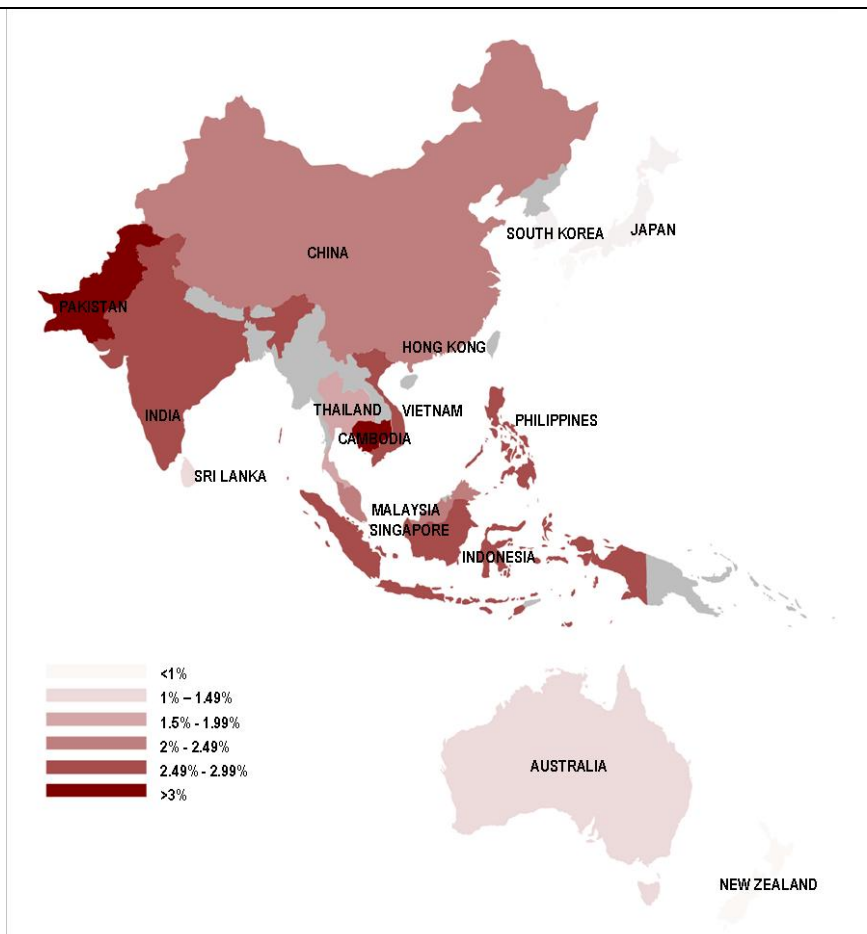 SOUTH KOREA
JAPAN
CHINA
PAKISTAN
HONG KONG
INDIA
THAILAND
VIETNAM
PHILIPPINES
CAMBODIA
SRI LANKA
MALAYSIA
SINGAPORE
INDONESIA
<1%
1% – 1.49%
1.5% - 1.99%
2% - 2.49%
2.49% - 2.99%
>3%
AUSTRALIA
NEW ZEALAND